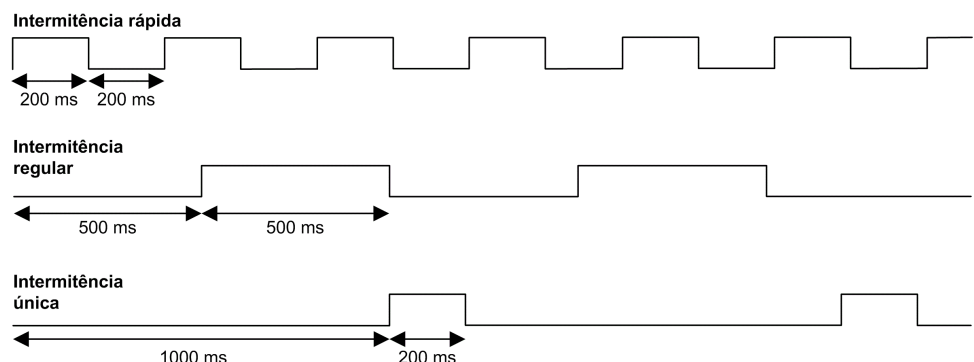 Intermitência rápida
200 ms 200 ms
Intermitência
regular
500 ms 500 ms
Intermitência
única
1000 ms 200 ms